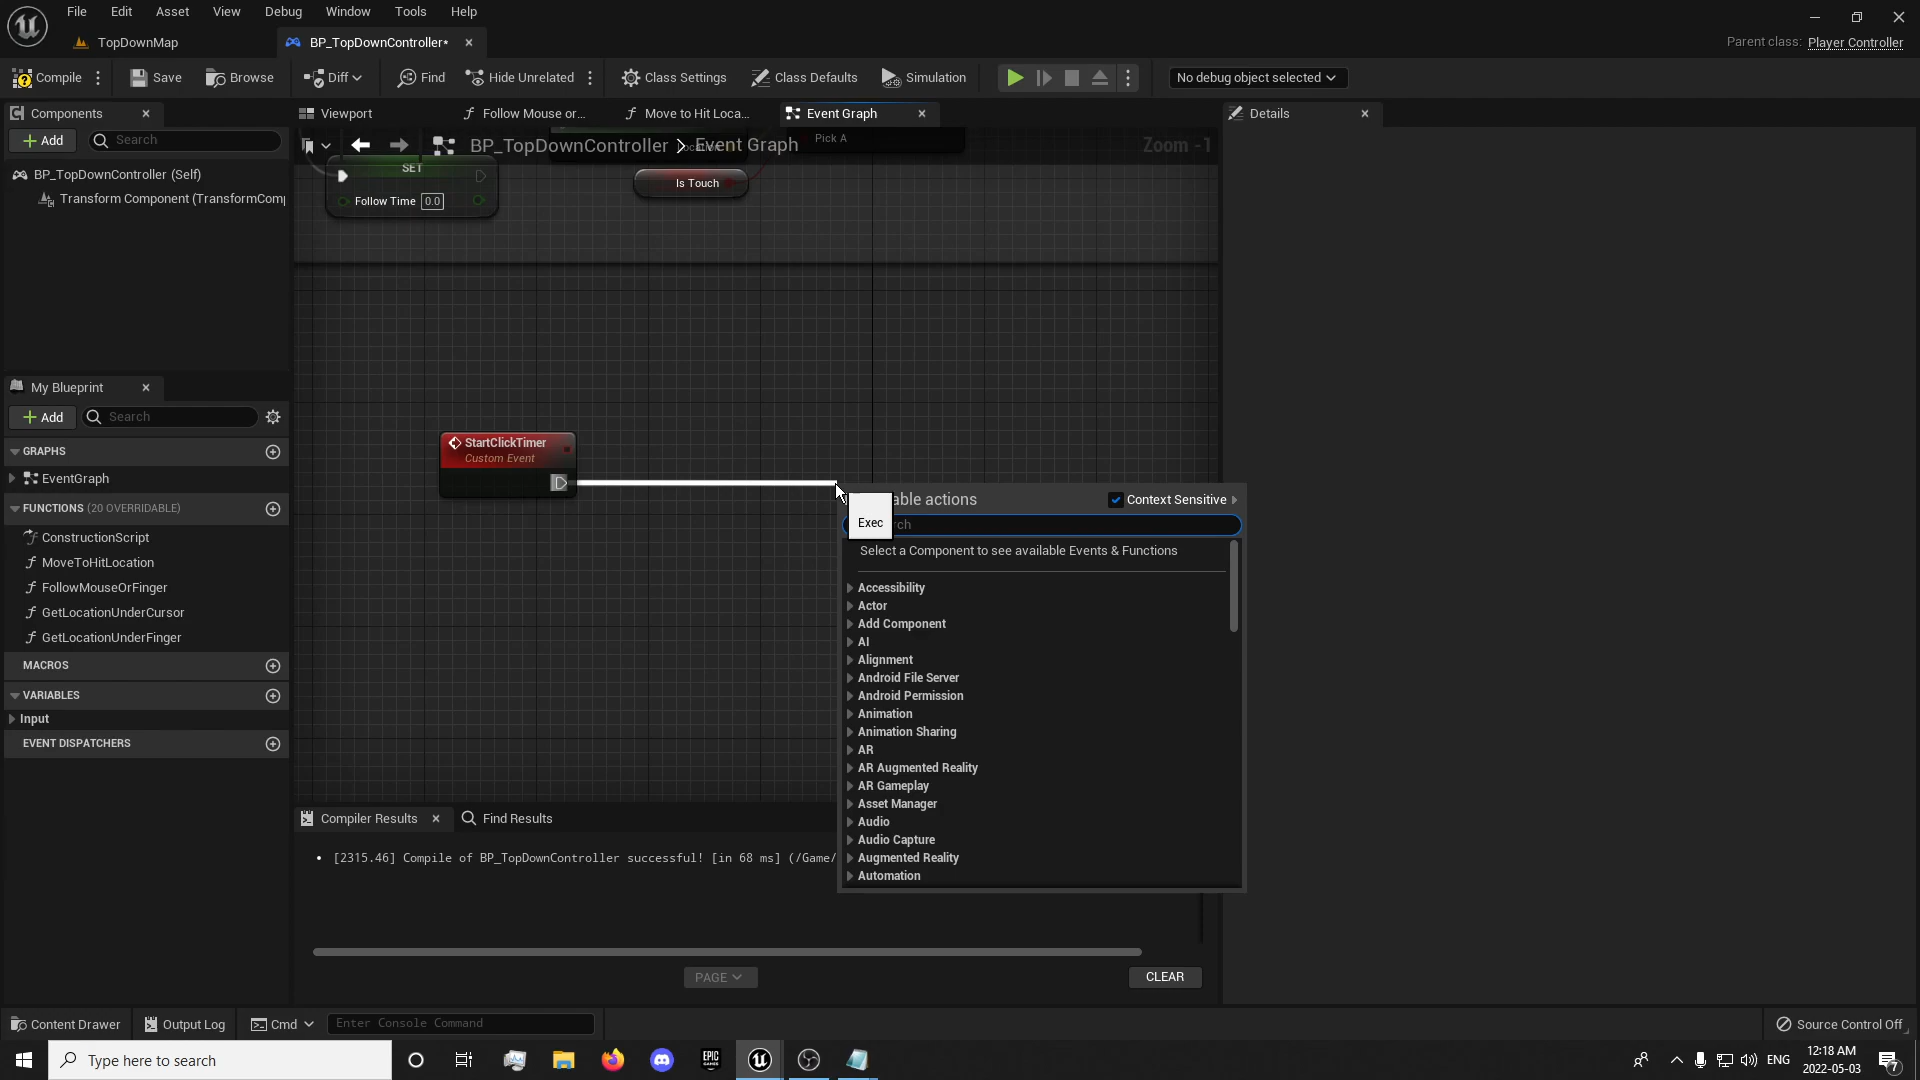 File Edit Asset View Debug Window Tools Help
TopDownMap
BP_TopDownController*
Parent class: Player Controller
Compile Save Browse Diff Find Hide Unrelated Class Settings Class Defaults Simulation No debug object selected
Components
Add Search
BP_TopDownController (Self)
Transform Component (TransformComp
Viewport Follow Mouse or... Move to Hit Loca... Event Graph
BP_TopDownController > Event Graph
Zoom -1
Pick A
SET
Follow Time 0.0
Is Touch
StartClickTimer
Custom Event
Exec
able actions
Context Sensitive
rch
Select a Component to see available Events & Functions
Accessibility
Actor
Add Component
AI
Alignment
Android File Server
Android Permission
Animation
Animation Sharing
AR
AR Augmented Reality
AR Gameplay
Asset Manager
Audio
Audio Capture
Augmented Reality
Automation
Details
My Blueprint
Add Search
GRAPHS
EventGraph
FUNCTIONS (20 OVERRIDABLE)
ConstructionScript
MoveToHitLocation
FollowMouseOrFinger
GetLocationUnderCursor
GetLocationUnderFinger
MACROS
VARIABLES
Input
EVENT DISPATCHERS
Compiler Results Find Results
[2315.46] Compile of BP_TopDownController successful! [in 68 ms] (/Game/
PAGE CLEAR
Content Drawer Output Log Cmd Enter Console Command Source Control Off
Type here to search
EPIC GAMES
ENG
12:18 AM
2022-05-03
7